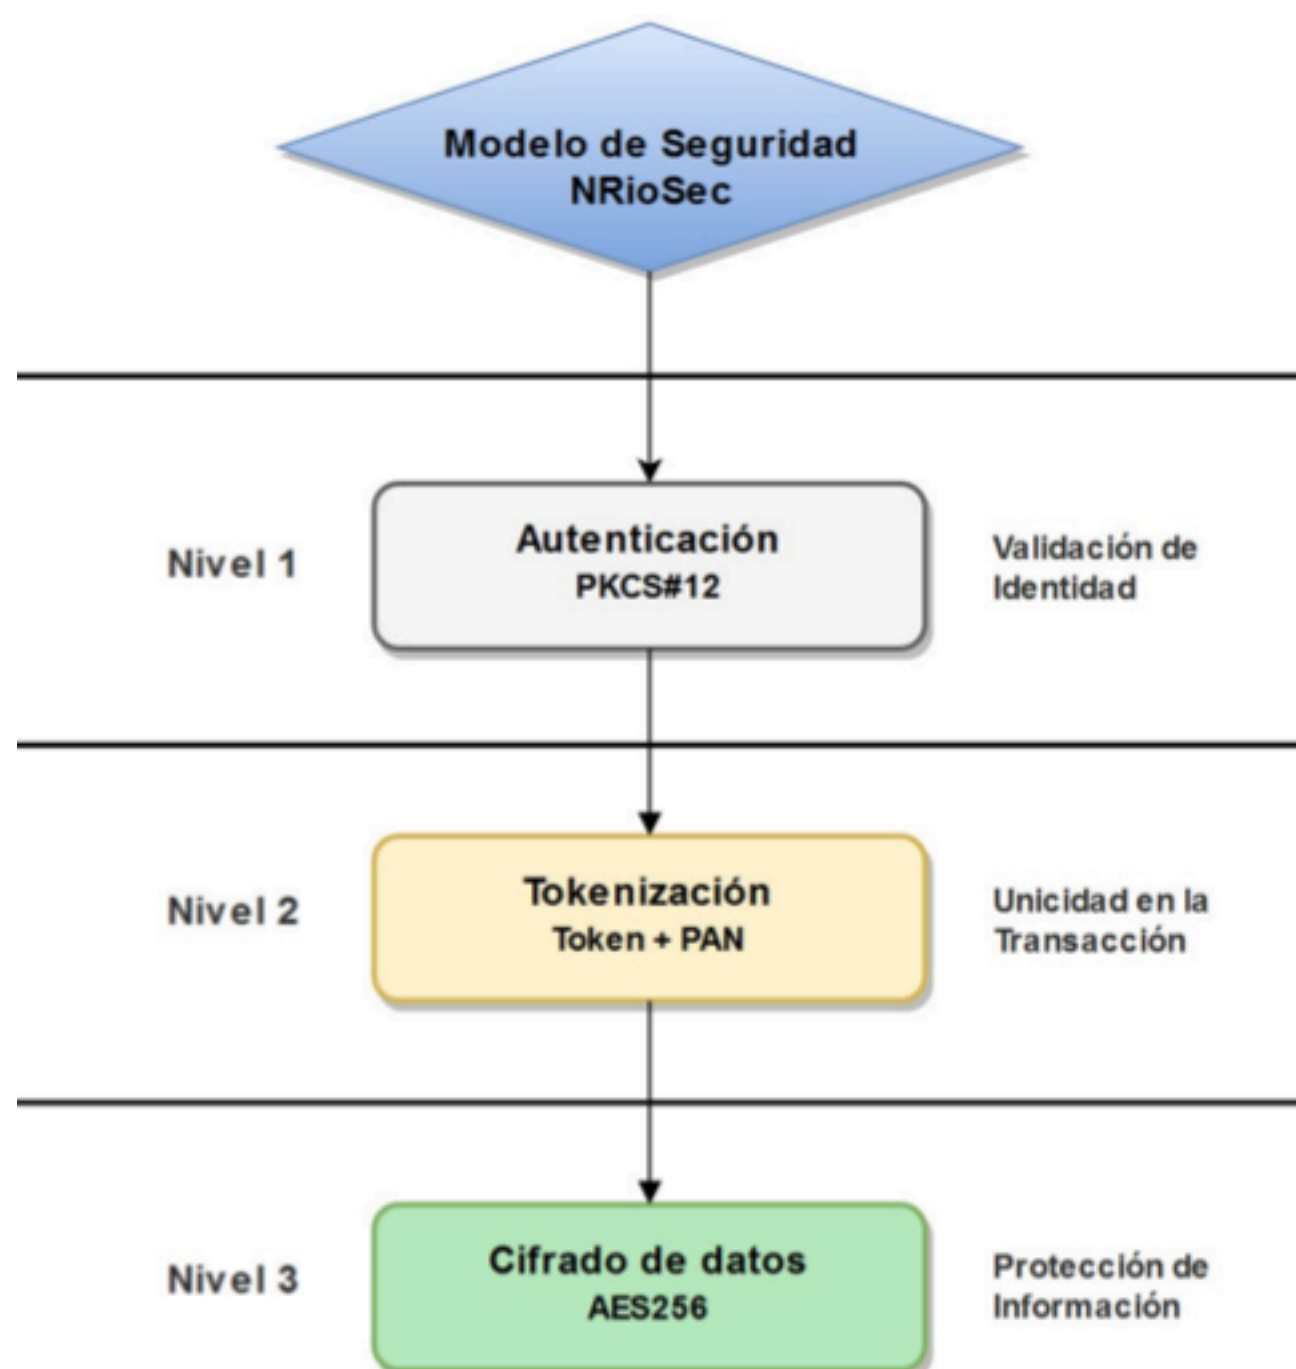 Modelo de Seguridad
NRioSec
Nivel 1
Autenticación
PKCS#12
Validación de
Identidad
Nivel 2
Tokenización
Token + PAN
Unicidad en la
Transacción
Nivel 3
Cifrado de datos
AES256
Protección de
Información